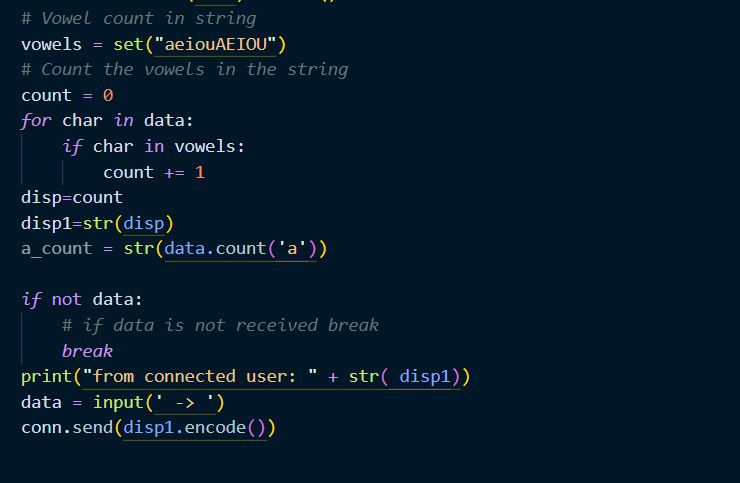 # Vowel count in string
vowels = set("aeiouAEIOU")
# Count the vowels in the string
count = 0
for char in data:
    if char in vowels:
        count += 1
disp=count
disp1=str(disp)
a_count = str(data.count('a'))

if not data:
    # if data is not received break
    break
print("from connected user: " + str( disp1))
data = input(' -> ')
conn.send(disp1.encode())